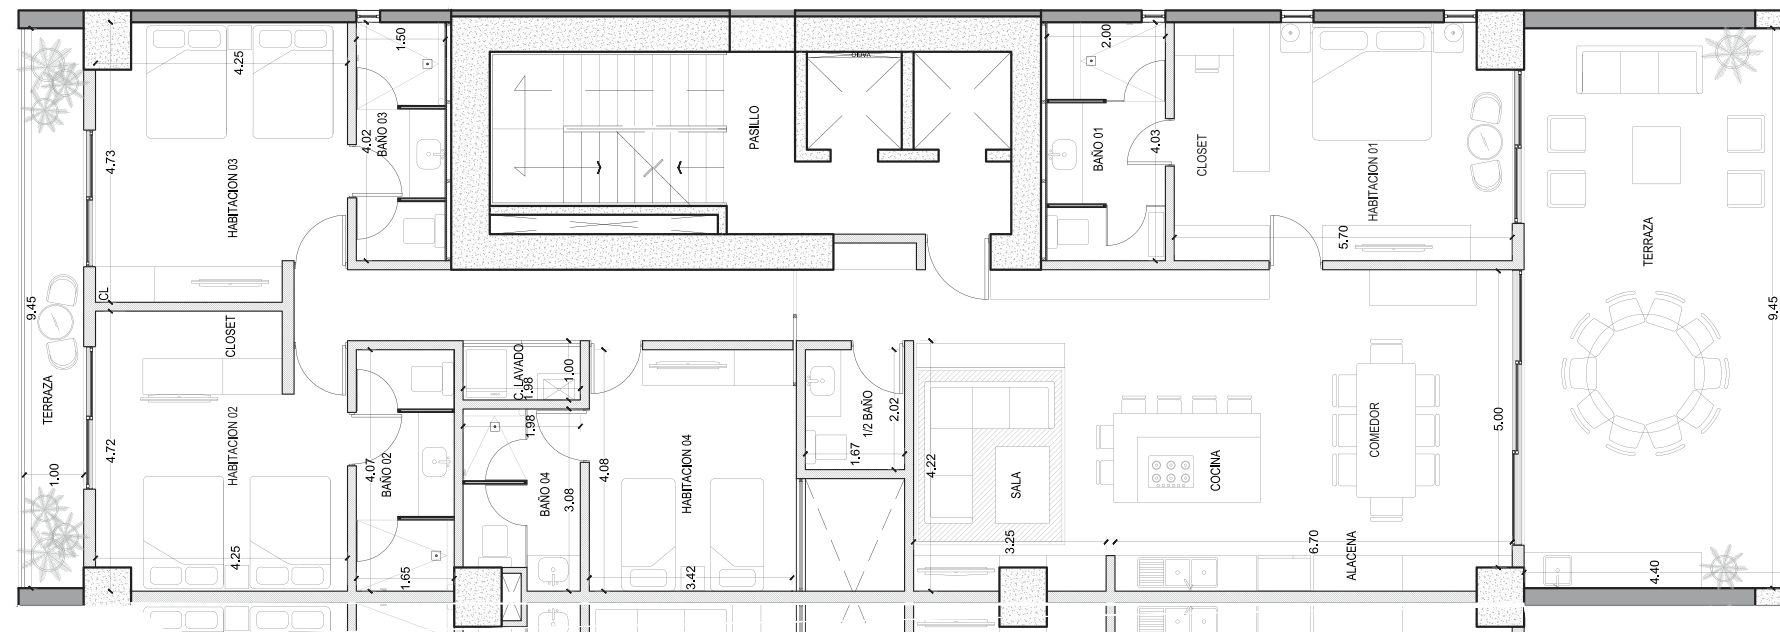 1.50
4.25
4.02
BAÑO 03
4.73
HABITACION 03
CL
9.45
TERRAZA
1.00
CLOSET
HABITACION 02
4.72
4.25
4.07
BAÑO 02
1.65
C. LAVADO
1.98
1.00
1.98
BAÑO 04
3.08
4.08
HABITACION 04
3.42
PASILLO
1/2 BAÑO
2.02
1.67
4.22
SALA
3.25
COCINA
COMEDOR
5.00
6.70
ALACENA
2.00
BAÑO 01
4.03
CLOSET
HABITACION 01
5.70
TERRAZA
9.45
4.40